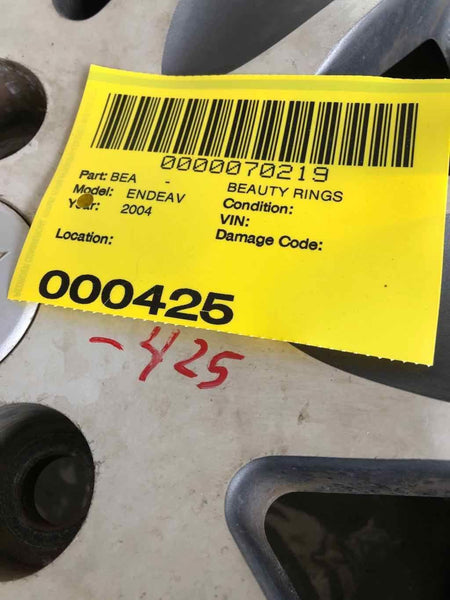 0000070219
Part: BEA - BEAUTY RINGS
Model: ENDEAV Condition:
Year: 2004 VIN:
Location: Damage Code:
000425
-425